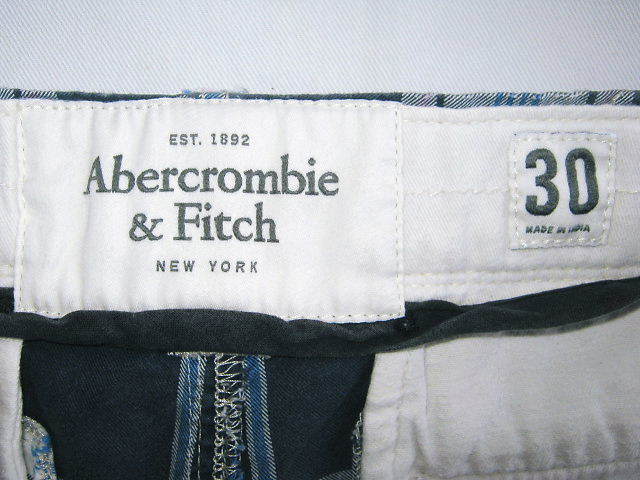 EST. 1892
Abercrombie
& Fitch
NEW YORK
30
MADE IN INDIA